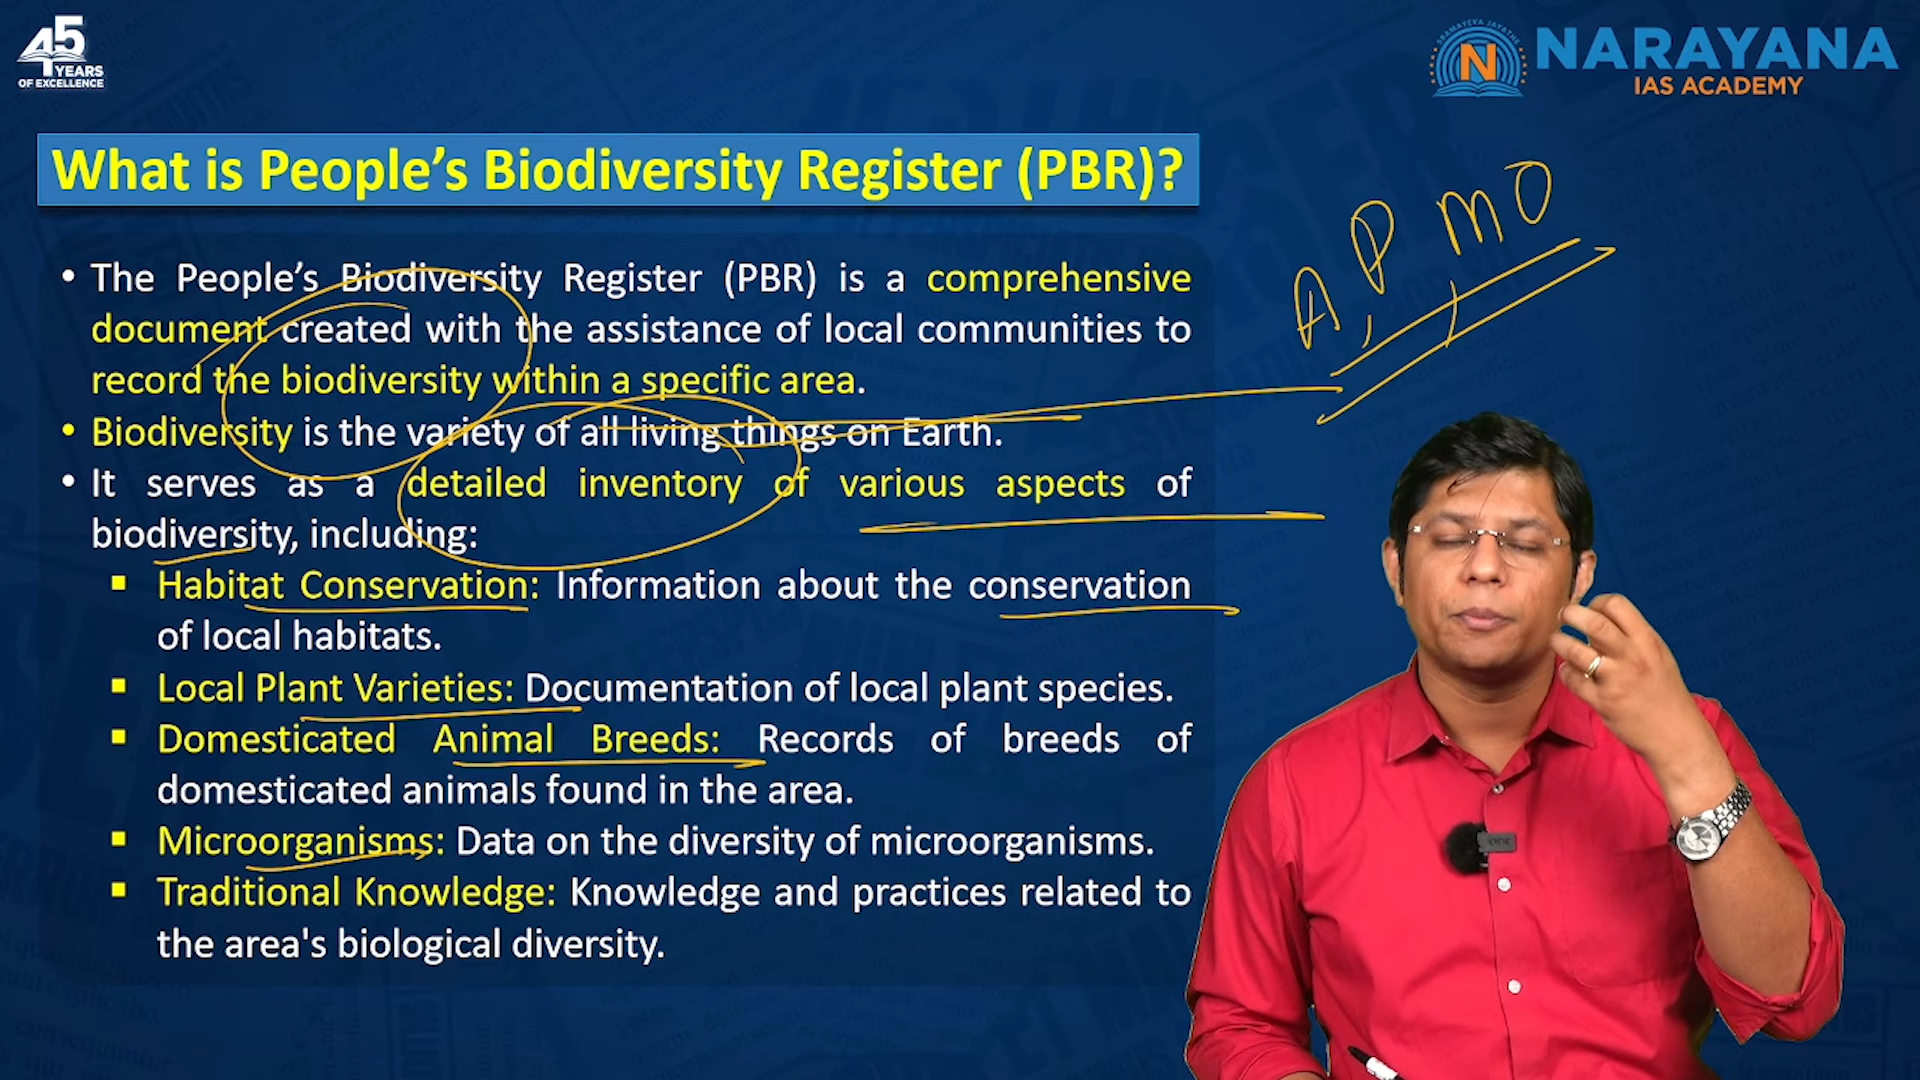 45
YEARS
OF EXCELLENCE
SRAMAYEVA JAYATHE
N
NARAYANA
IAS ACADEMY
What is People’s Biodiversity Register (PBR)?
A, P, MO
• The People’s Biodiversity Register (PBR) is a comprehensive
document created with the assistance of local communities to
record the biodiversity within a specific area.
• Biodiversity is the variety of all living things on Earth.
• It serves as a detailed inventory of various aspects of
biodiversity, including:
▪ Habitat Conservation: Information about the conservation
of local habitats.
▪ Local Plant Varieties: Documentation of local plant species.
▪ Domesticated Animal Breeds: Records of breeds of
domesticated animals found in the area.
▪ Microorganisms: Data on the diversity of microorganisms.
▪ Traditional Knowledge: Knowledge and practices related to
the area's biological diversity.